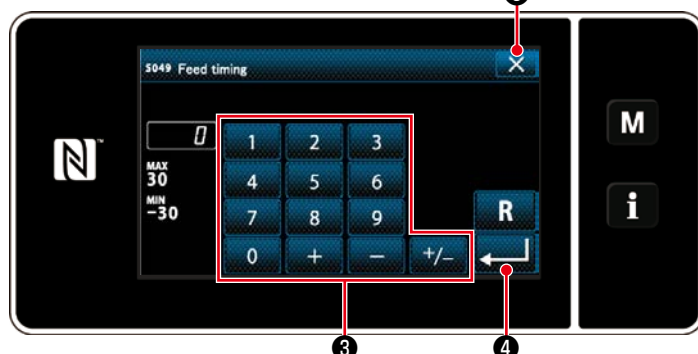 S049 Feed timing
0
1 2 3
MAX
30
4 5 6
M
MIN
-30
7 8 9
R
i
0 + − +/−
N
™
❸ ❹